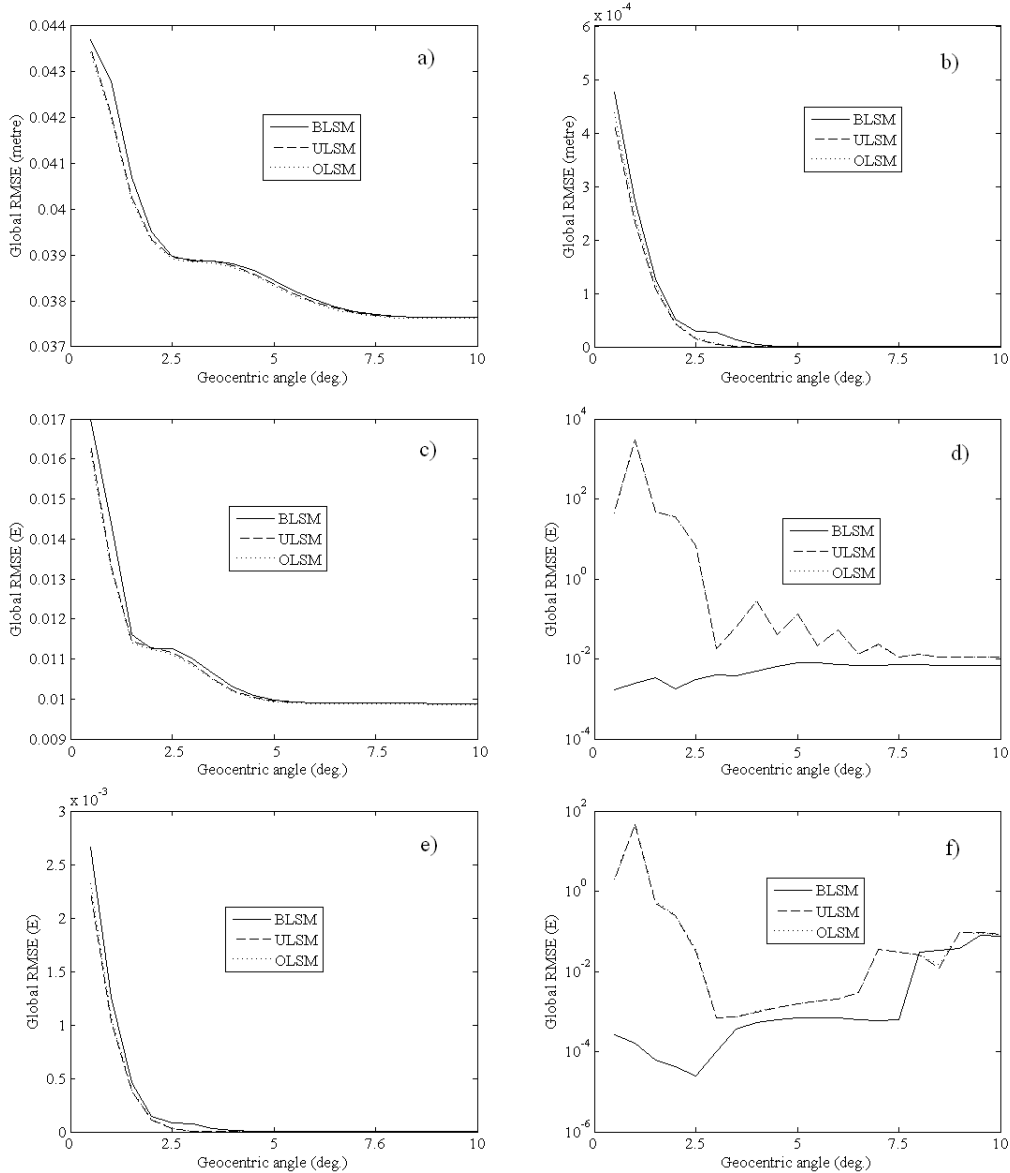 a)
0.044
0.043
0.042
0.041
0.04
0.039
0.038
0.037
Global RMSE (metre)
BLSM
ULSM
OLSM
0
2.5
5
7.5
10
Geocentric angle (deg.)
b)
x 10^-4
6
5
4
3
2
1
0
Global RMSE (metre)
BLSM
ULSM
OLSM
0
2.5
5
7.5
10
Geocentric angle (deg.)
c)
0.017
0.016
0.015
0.014
0.013
0.012
0.011
0.01
0.009
Global RMSE (E)
BLSM
ULSM
OLSM
0
2.5
5
7.5
10
Geocentric angle (deg.)
d)
10^4
10^2
10^0
10^-2
10^-4
Global RMSE (E)
BLSM
ULSM
OLSM
0
2.5
5
7.5
10
Geocentric angle (deg.)
e)
x 10^-3
3
2.5
2
1.5
1
0.5
0
Global RMSE (E)
BLSM
ULSM
OLSM
0
2.5
5
7.6
10
Geocentric angle (deg.)
f)
10^2
10^0
10^-2
10^-4
10^-6
Global RMSE (E)
BLSM
ULSM
OLSM
0
2.5
5
7.5
10
Geocentric angle (deg.)